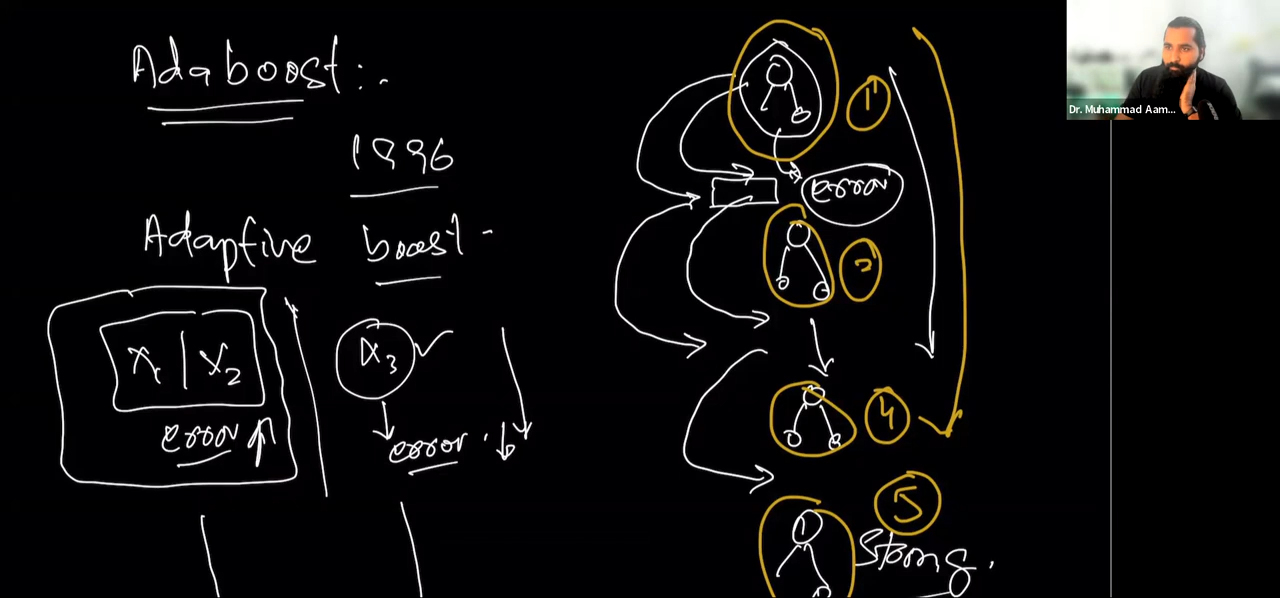 Adaboost:.
1996
Adaptive boost-
X1 | X2
error ↑
X3 ✓
error ↓
1
error
2
4
5
Strong.
Dr. Muhammad Aam...